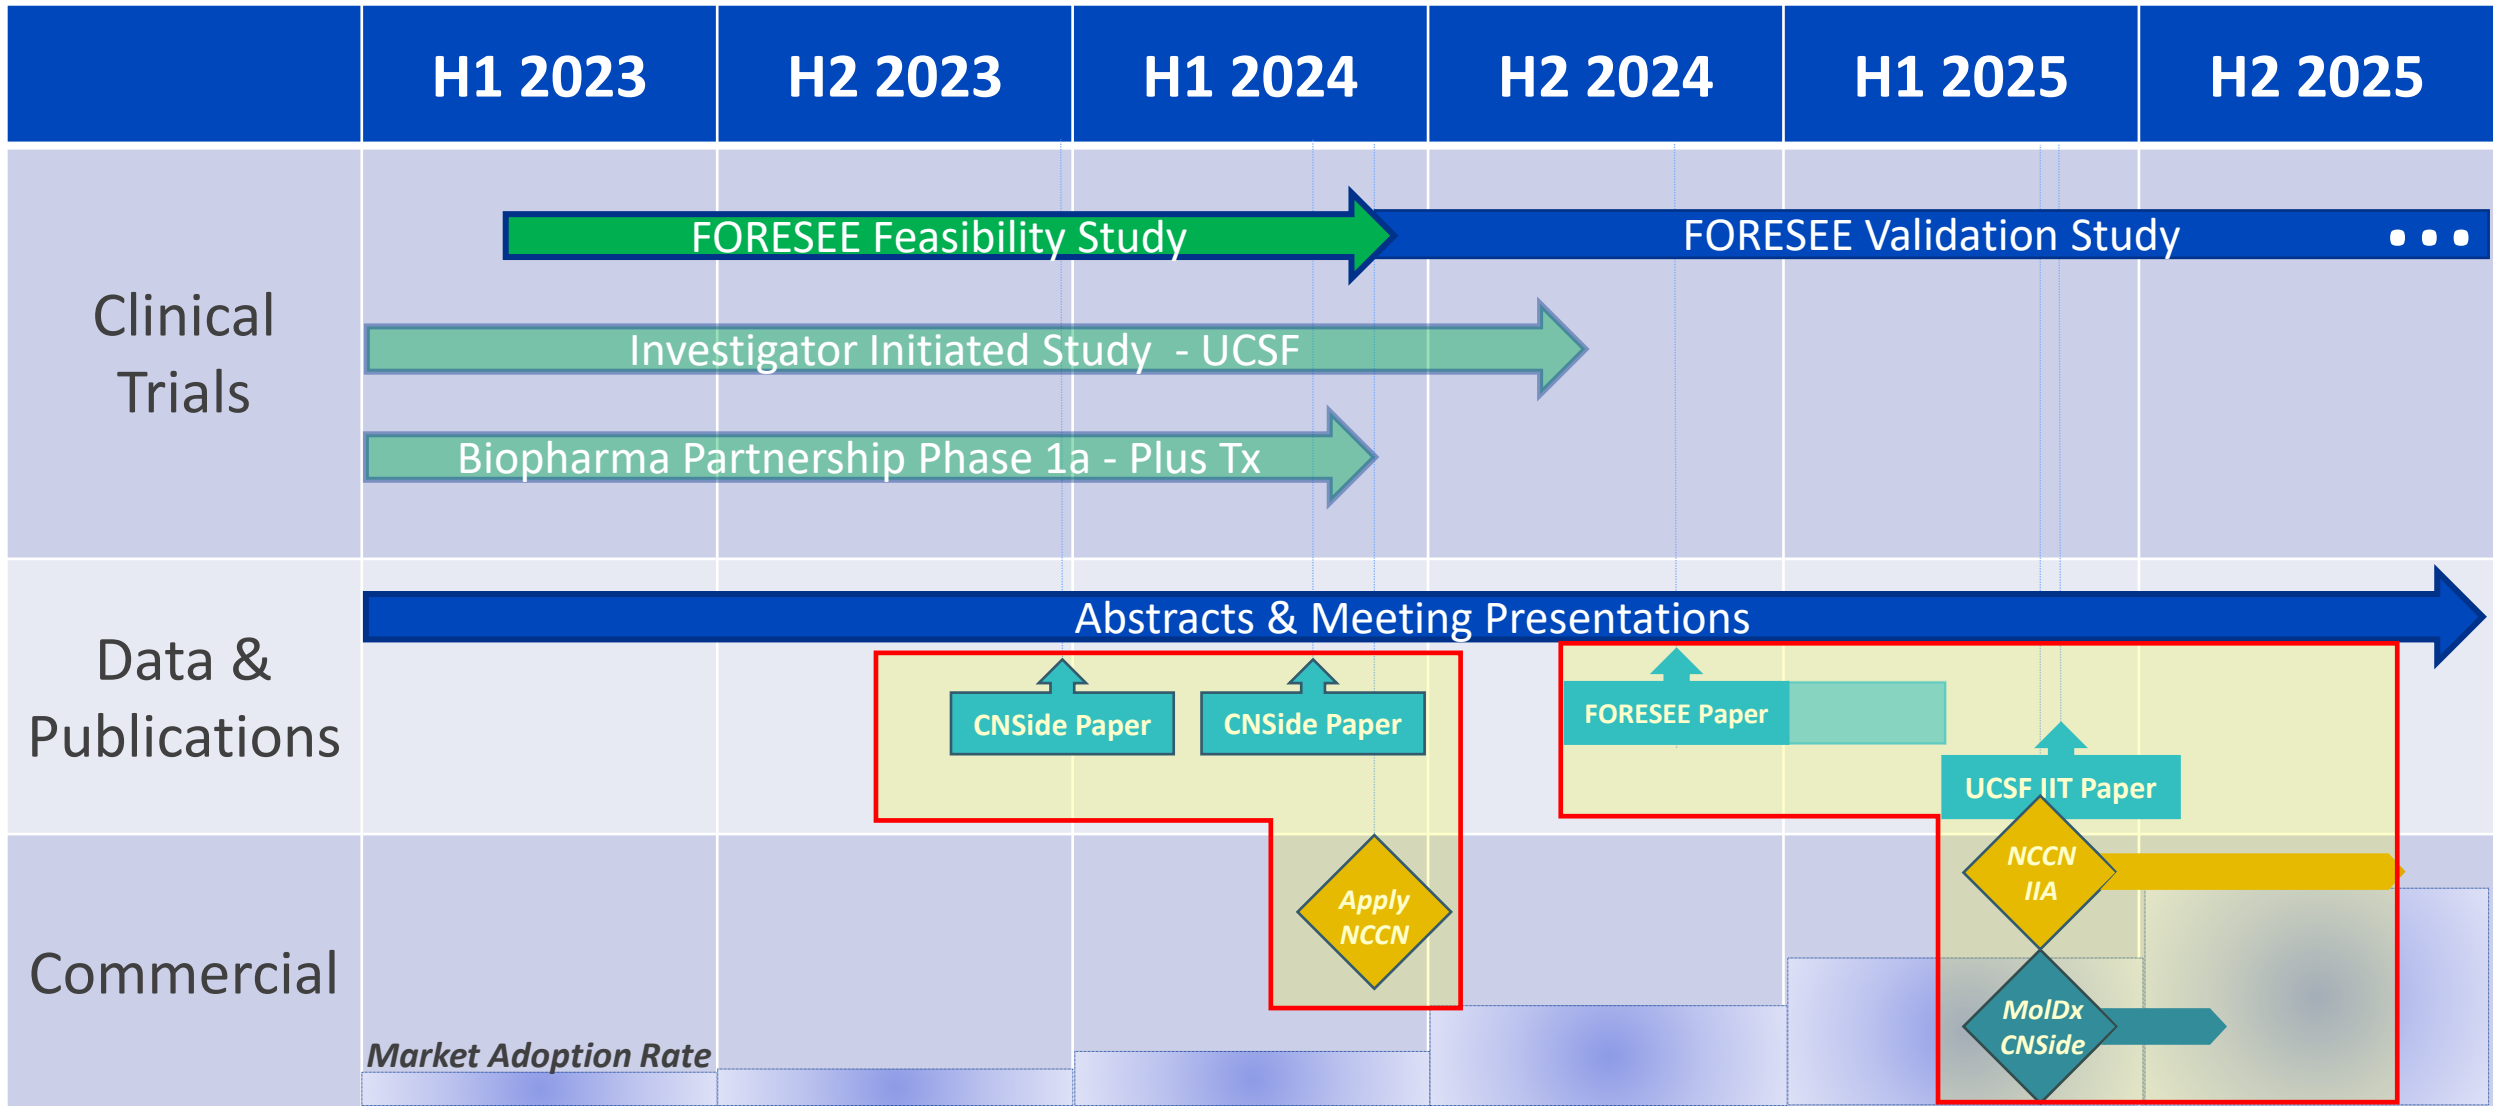 H1 2023
H2 2023
H1 2024
H2 2024
H1 2025
H2 2025
Clinical
Trials
FORESEE Feasibility Study
FORESEE Validation Study
...
Investigator Initiated Study - UCSF
Biopharma Partnership Phase 1a - Plus Tx
Data &
Publications
Abstracts & Meeting Presentations
CNSide Paper
CNSide Paper
FORESEE Paper
UCSF IIT Paper
Commercial
Apply
NCCN
NCCN
IIA
MolDx
CNSide
Market Adoption Rate